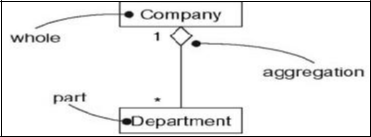 Company
whole
1
aggregation
part
*
Department